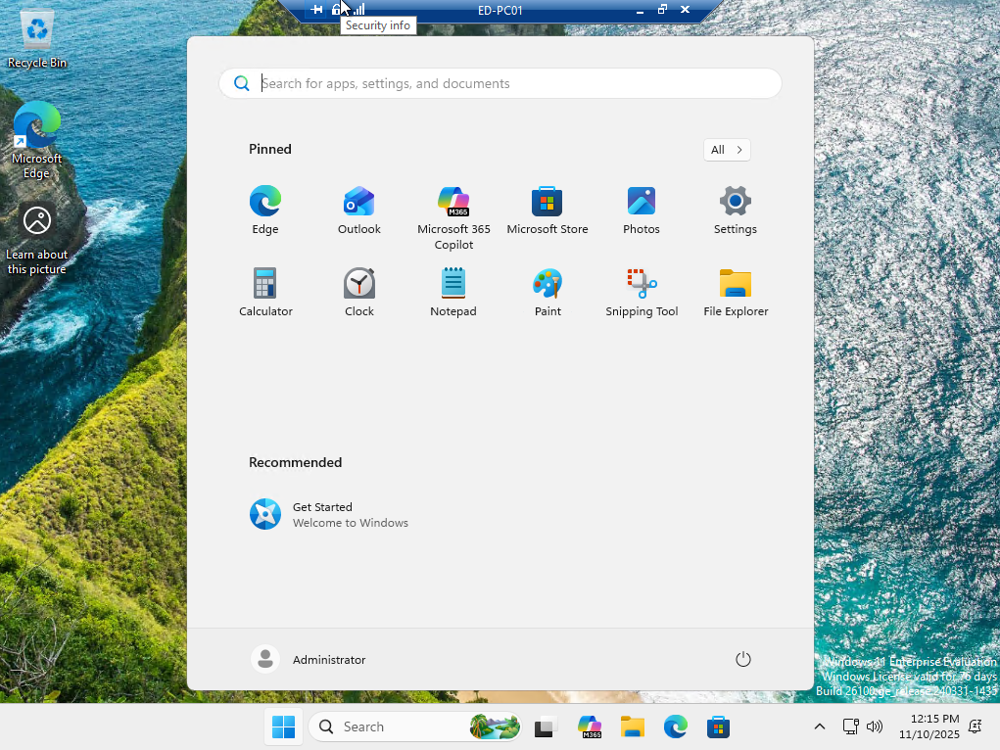 ED-PC01
Security info
Recycle Bin
Microsoft
Edge
Learn about
this picture
Search for apps, settings, and documents
Pinned
All
Edge
Outlook
M365
Microsoft 365
Copilot
Microsoft Store
Photos
Settings
Calculator
Clock
Notepad
Paint
Snipping Tool
File Explorer
Recommended
Get Started
Welcome to Windows
Administrator
Windows 11 Enterprise Evaluation
Windows License valid for 76 days
Build 26100.ge_release.240331-1435
Search
M365
12:15 PM
11/10/2025